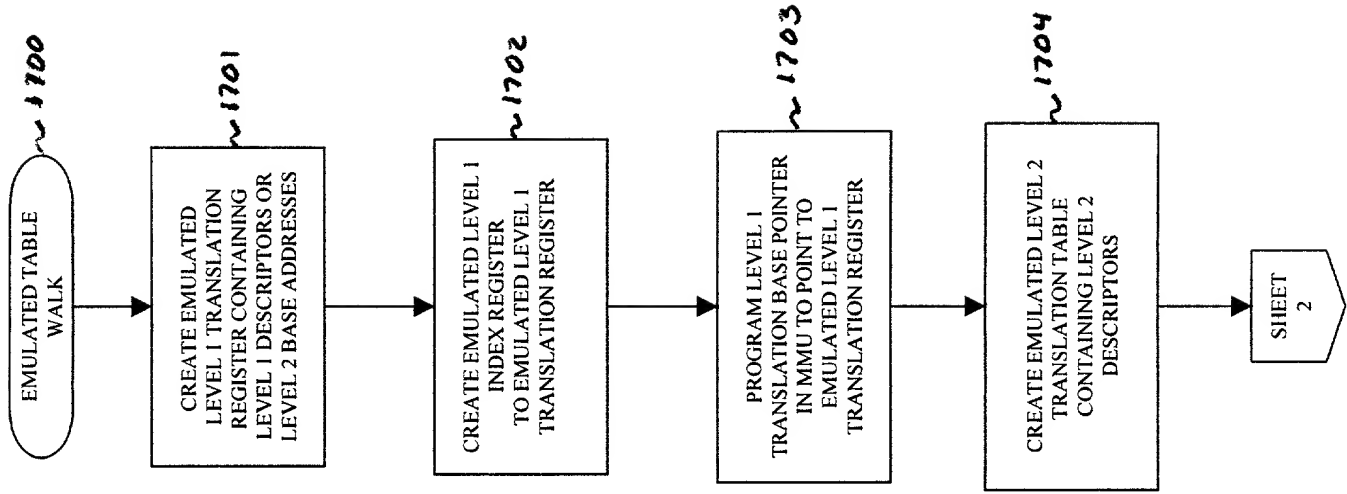 EMULATED TABLE
WALK
1700
CREATE EMULATED
LEVEL 1 TRANSLATION
REGISTER CONTAINING
LEVEL 1 DESCRIPTORS OR
LEVEL 2 BASE ADDRESSES
1701
CREATE EMULATED LEVEL 1
INDEX REGISTER
TO EMULATED LEVEL 1
TRANSLATION REGISTER
1702
PROGRAM LEVEL 1
TRANSLATION BASE POINTER
IN MMU TO POINT TO
EMULATED LEVEL 1
TRANSLATION REGISTER
1703
CREATE EMULATED LEVEL 2
TRANSLATION TABLE
CONTAINING LEVEL 2
DESCRIPTORS
1704
SHEET
2